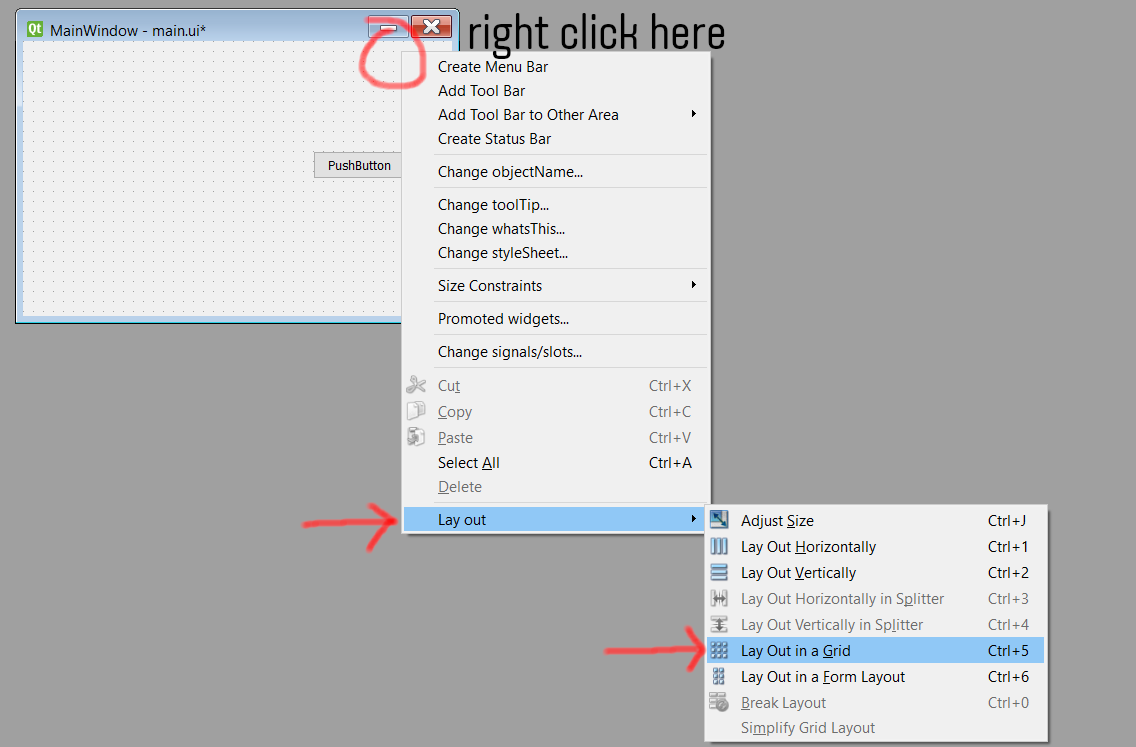 MainWindow - main.ui*
right click here
Create Menu Bar
Add Tool Bar
Add Tool Bar to Other Area
Create Status Bar
PushButton
Change objectName...
Change toolTip...
Change whatsThis...
Change styleSheet...
Size Constraints
Promoted widgets...
Change signals/slots...
Cut Ctrl+X
Copy Ctrl+C
Paste Ctrl+V
Select All Ctrl+A
Delete
Lay out
Adjust Size Ctrl+J
Lay Out Horizontally Ctrl+1
Lay Out Vertically Ctrl+2
Lay Out Horizontally in Splitter Ctrl+3
Lay Out Vertically in Splitter Ctrl+4
Lay Out in a Grid Ctrl+5
Lay Out in a Form Layout Ctrl+6
Break Layout Ctrl+0
Simplify Grid Layout